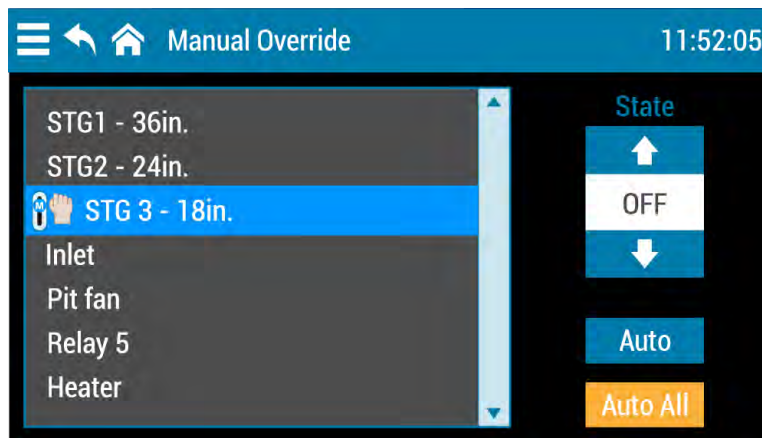 Manual Override
11:52:05
STG1 - 36in.
STG2 - 24in.
M
STG 3 - 18in.
Inlet
Pit fan
Relay 5
Heater
State
OFF
Auto
Auto All